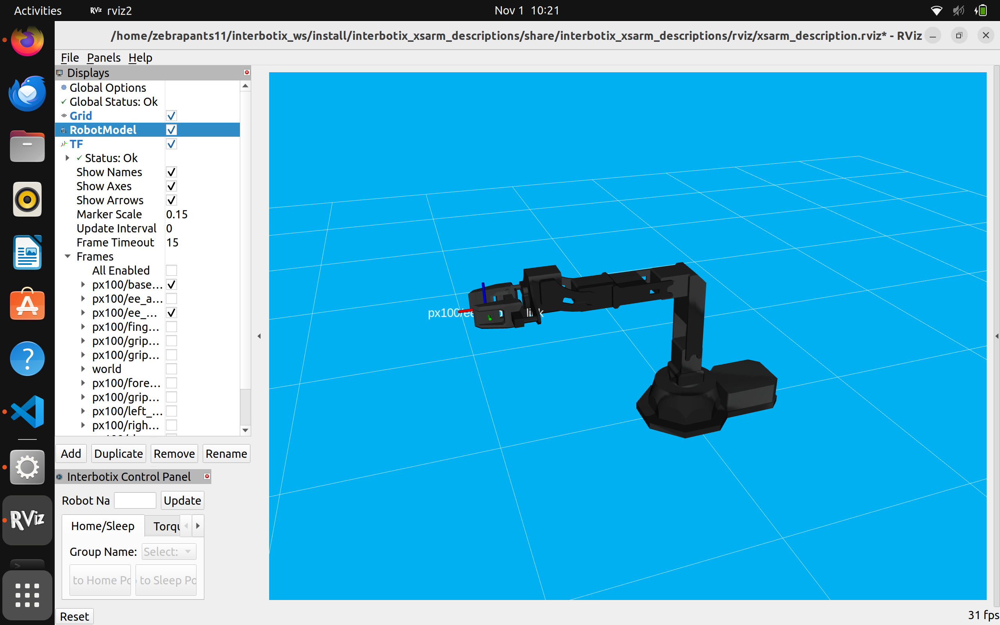 Activities
RViz rviz2
Nov 1 10:21
/home/zebrapants11/interbotix_ws/install/interbotix_xsarm_descriptions/share/interbotix_xsarm_descriptions/rviz/xsarm_description.rviz* - RViz
File Panels Help
Displays
Global Options
Global Status: Ok
Grid
RobotModel
TF
Status: Ok
Show Names
Show Axes
Show Arrows
Marker Scale 0.15
Update Interval 0
Frame Timeout 15
Frames
All Enabled
px100/base...
px100/ee_a...
px100/ee_...
px100/fing...
px100/grip...
px100/grip...
world
px100/fore...
px100/grip...
px100/left_...
px100/righ...
px100/ee
Add Duplicate Remove Rename
Interbotix Control Panel
Robot Na Update
Home/Sleep Torqu
Group Name: Select:
to Home Po to Sleep Po
Reset
31 fps
RViz